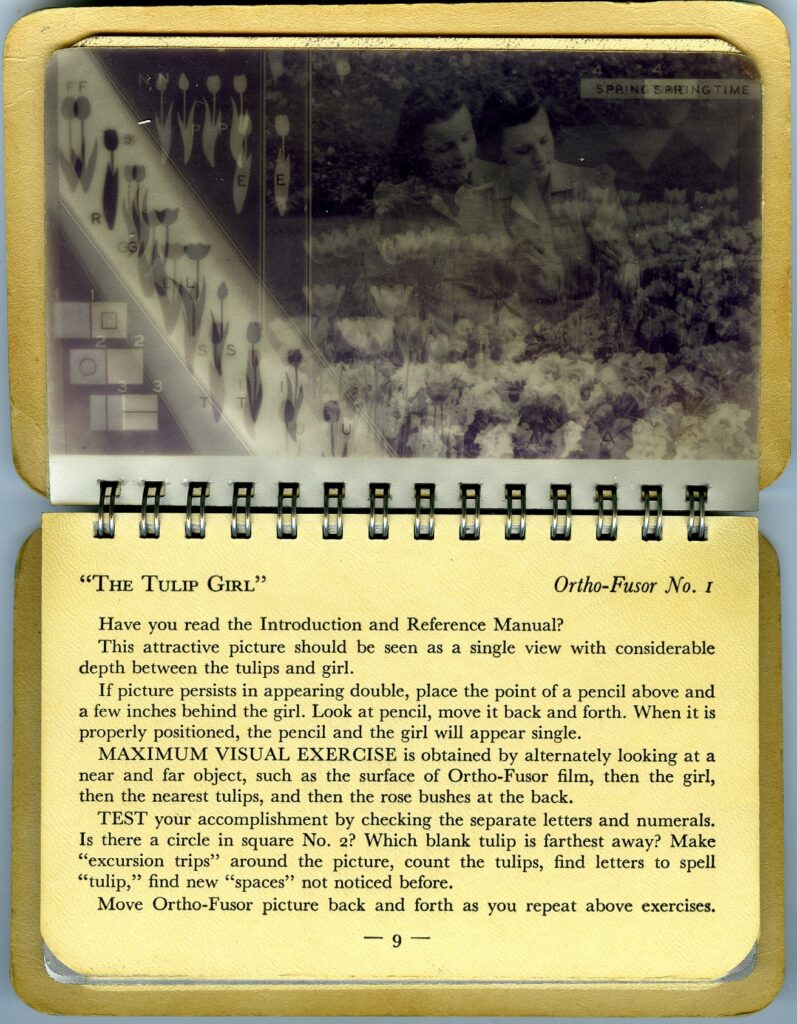 4 4
SPRING SPRINGTIME
F F
N N
P P
S
E E
R
G G
L L
1 1
2 2
S S
3 3
T T
I
U U
A A
“THE TULIP GIRL” Ortho-Fusor No. 1
Have you read the Introduction and Reference Manual?
This attractive picture should be seen as a single view with considerable
depth between the tulips and girl.
If picture persists in appearing double, place the point of a pencil above and
a few inches behind the girl. Look at pencil, move it back and forth. When it is
properly positioned, the pencil and the girl will appear single.
MAXIMUM VISUAL EXERCISE is obtained by alternately looking at a
near and far object, such as the surface of Ortho-Fusor film, then the girl,
then the nearest tulips, and then the rose bushes at the back.
TEST your accomplishment by checking the separate letters and numerals.
Is there a circle in square No. 2? Which blank tulip is farthest away? Make
“excursion trips” around the picture, count the tulips, find letters to spell
“tulip,” find new “spaces” not noticed before.
Move Ortho-Fusor picture back and forth as you repeat above exercises.
— 9 —